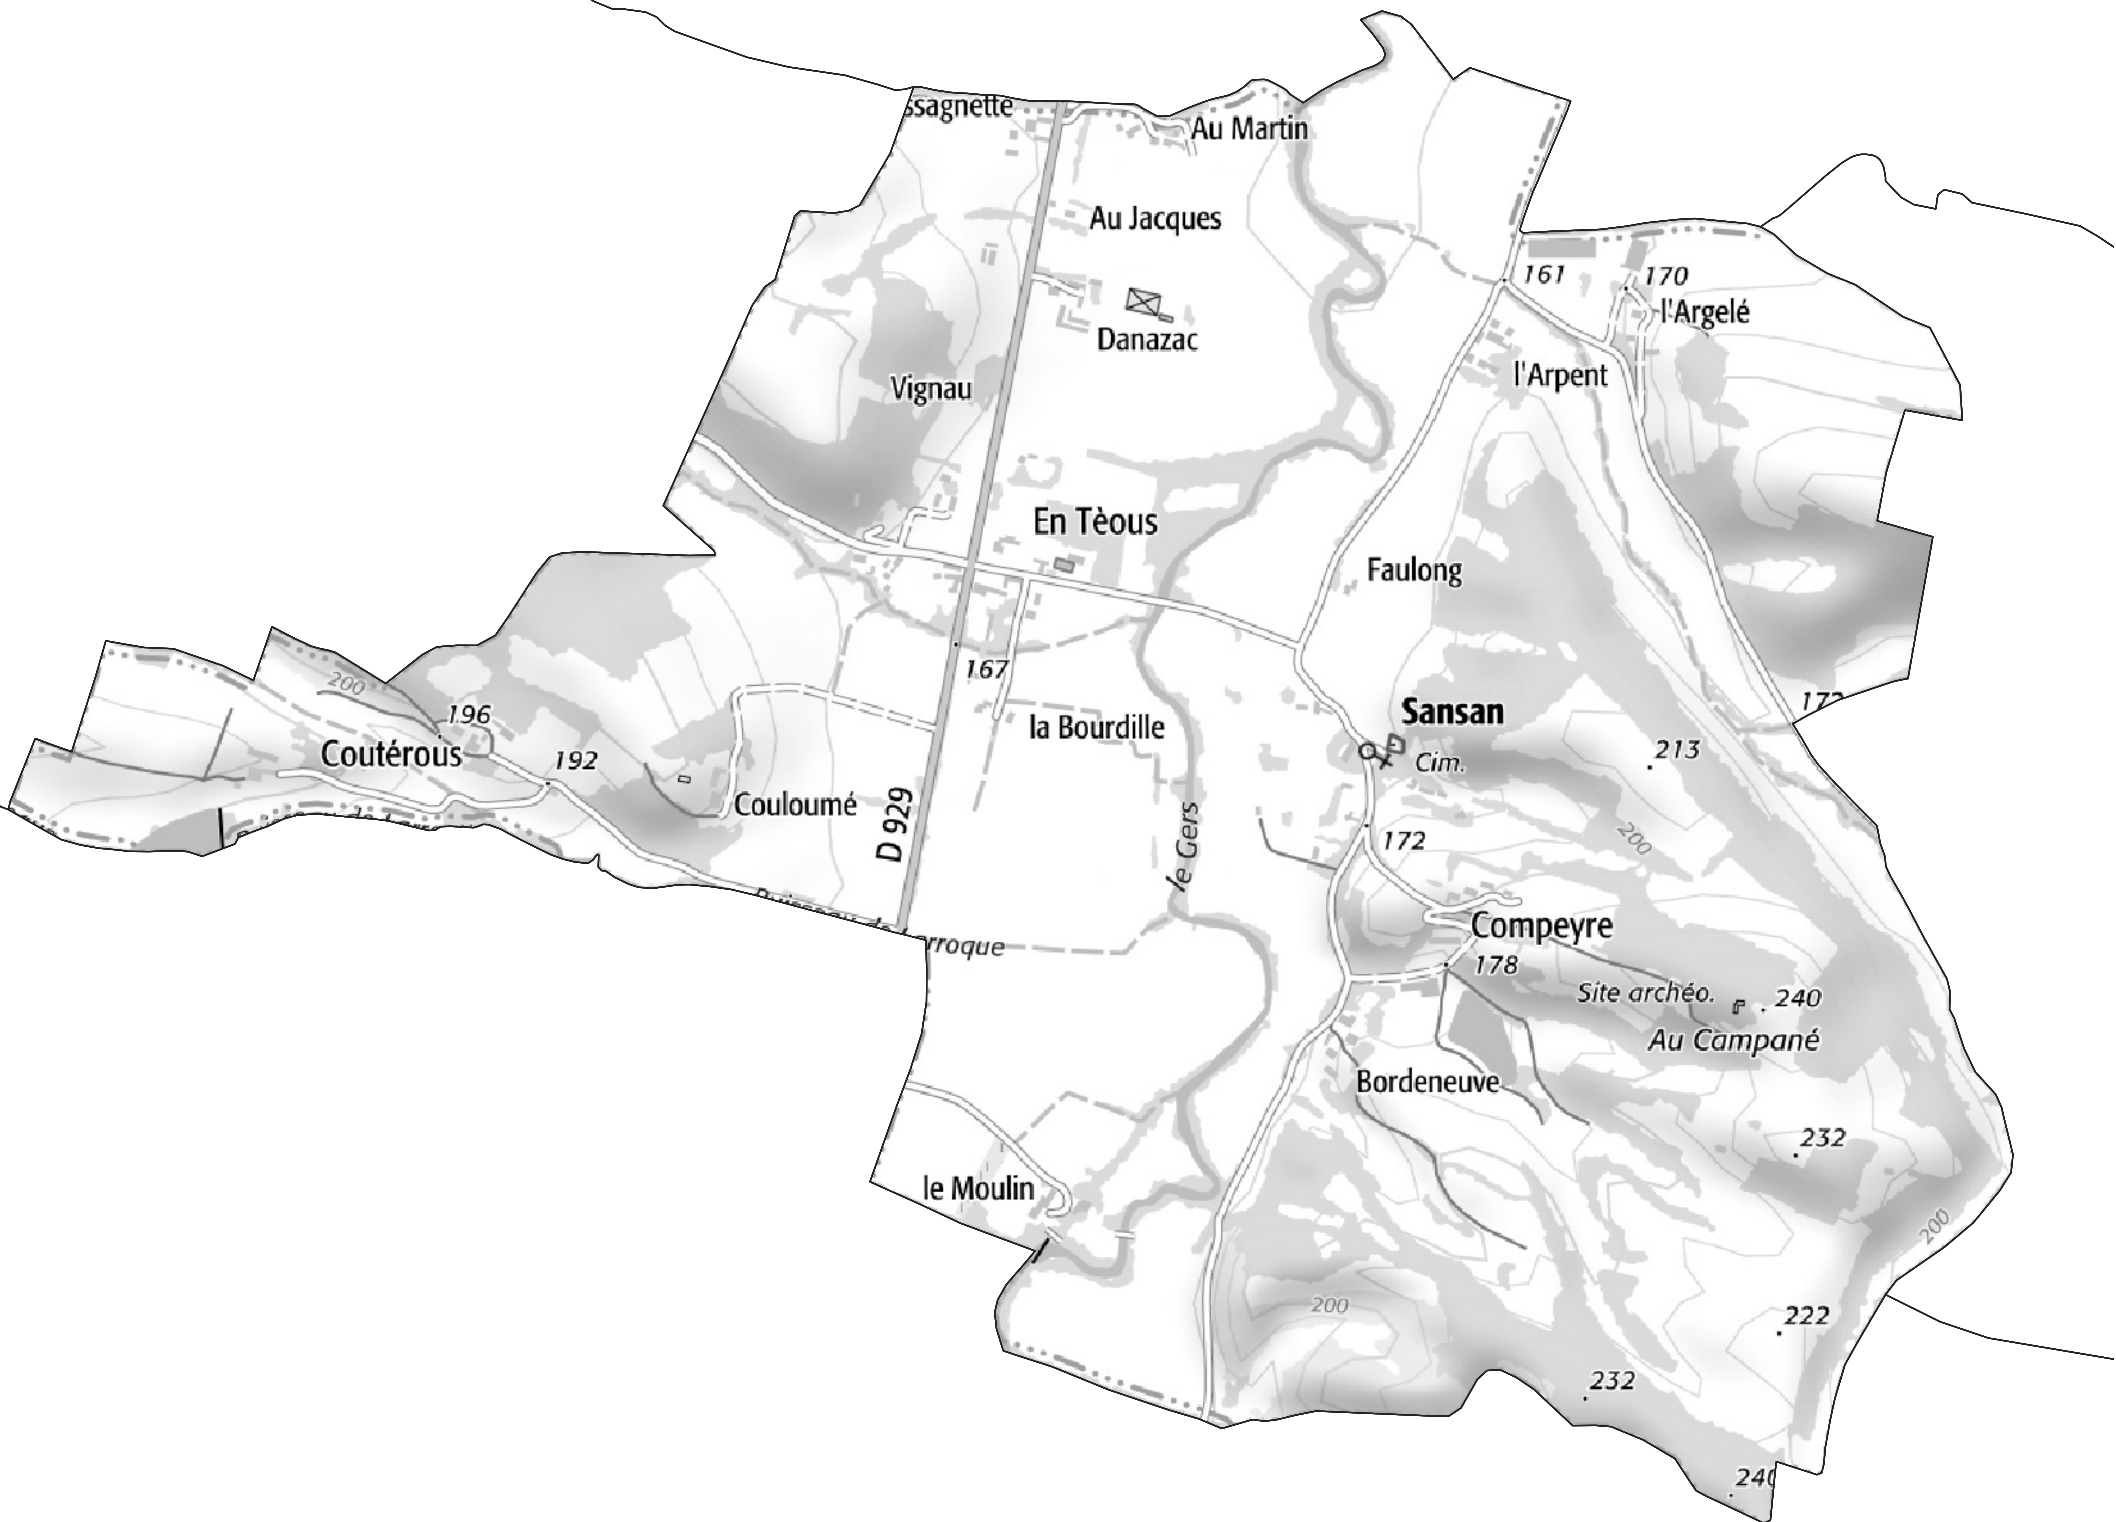 ssagnette
Au Martin
Au Jacques
161
170
l'Argelé
Danazac
l'Arpent
Vignau
En Tèous
Faulong
167
172
200
196
Sansan
la Bourdille
Coutérous
192
213
Cim.
Couloumé
D 929
le Gers
172
200
Compeyre
rroque
178
Site archéo.
240
Au Campané
Bordeneuve
232
le Moulin
200
200
222
232
240